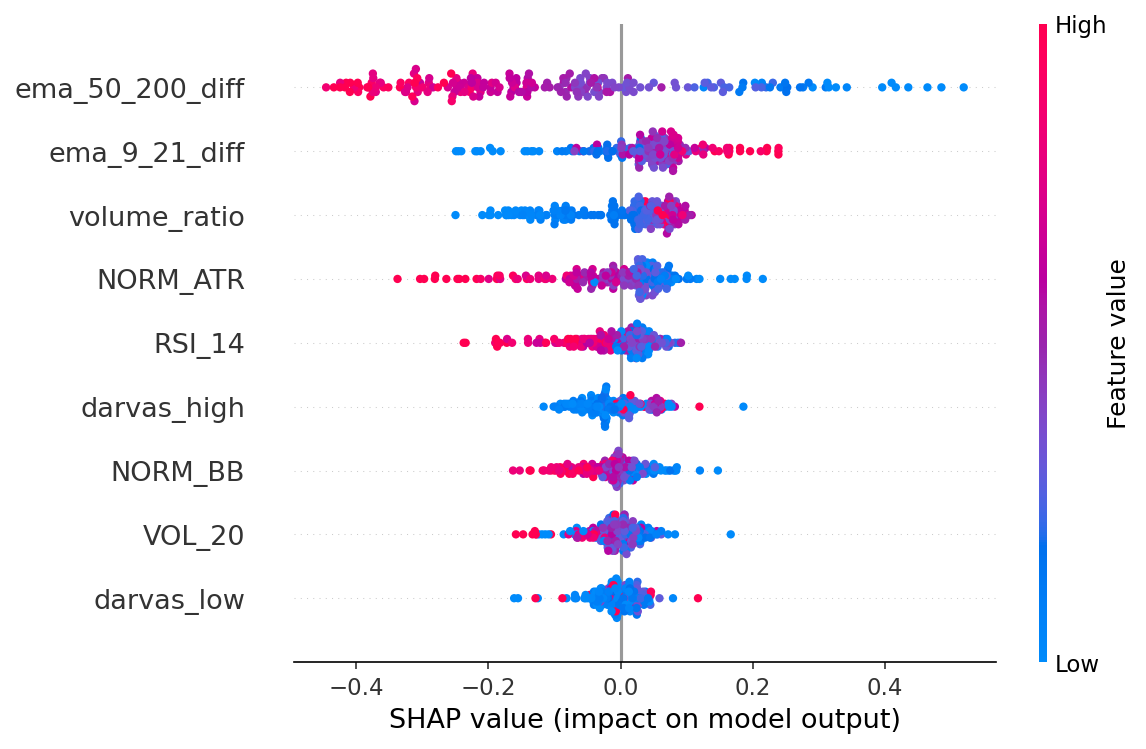 High
ema_50_200_diff
ema_9_21_diff
volume_ratio
NORM_ATR
RSI_14
darvas_high
NORM_BB
VOL_20
darvas_low
Feature value
Low
−0.4 −0.2 0.0 0.2 0.4
SHAP value (impact on model output)